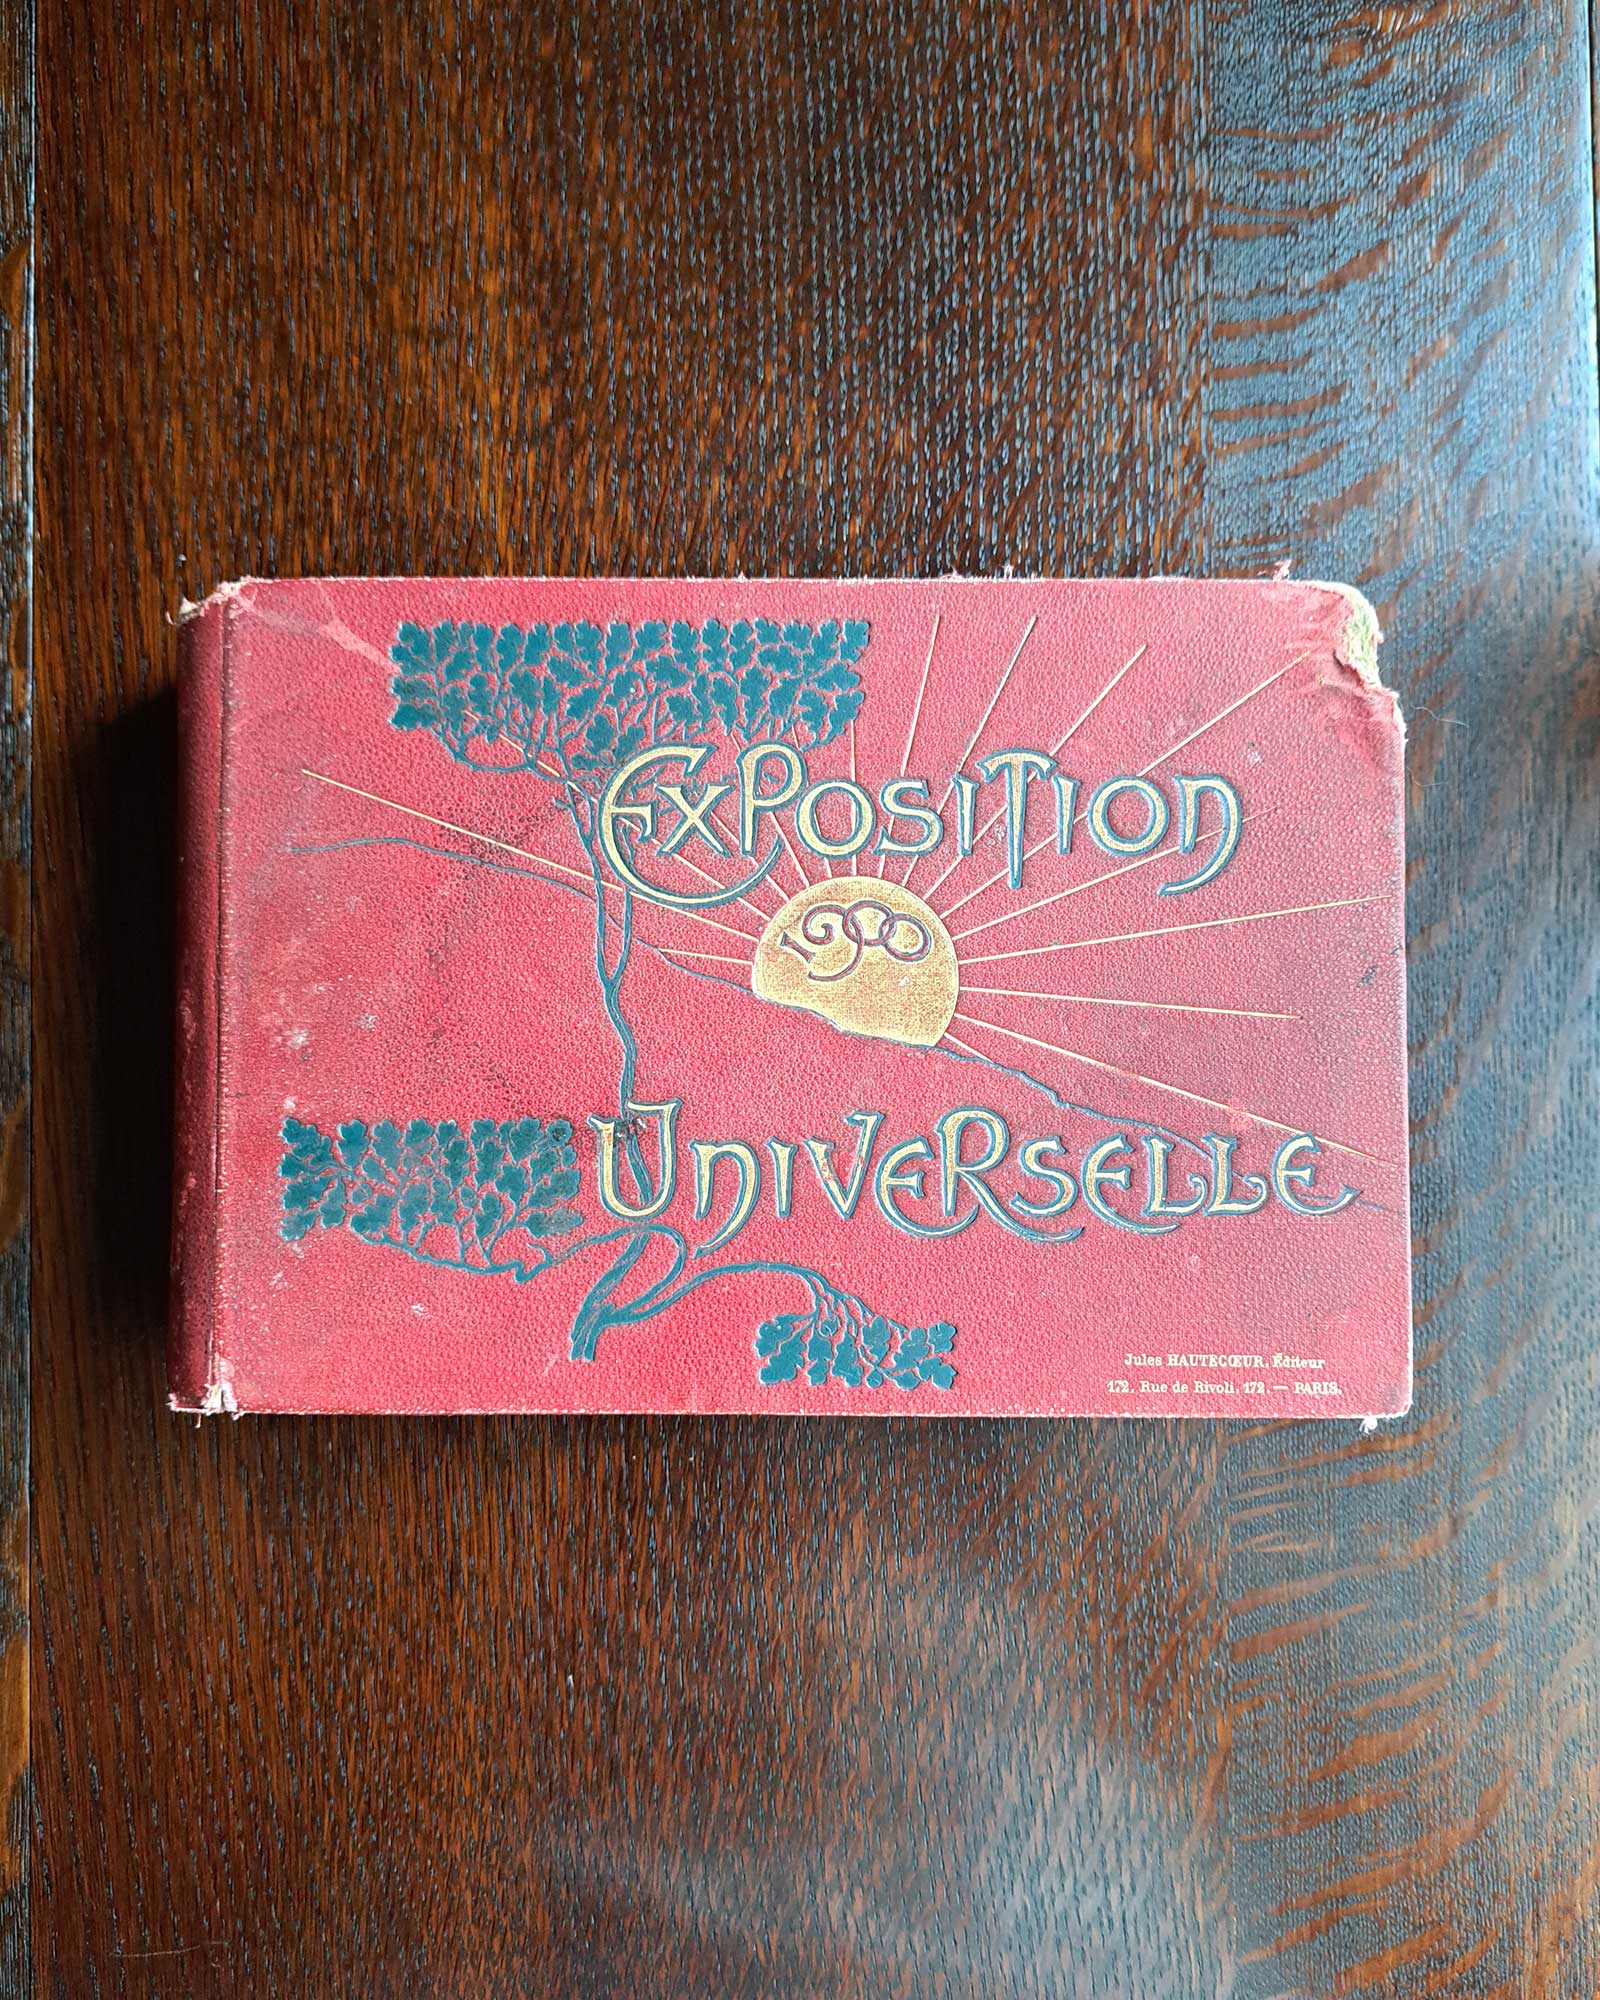 EXPOSITION
1900
UNIVERSELLE
Jules HAUTECŒUR, Éditeur
172, Rue de Rivoli, 172, — PARIS.